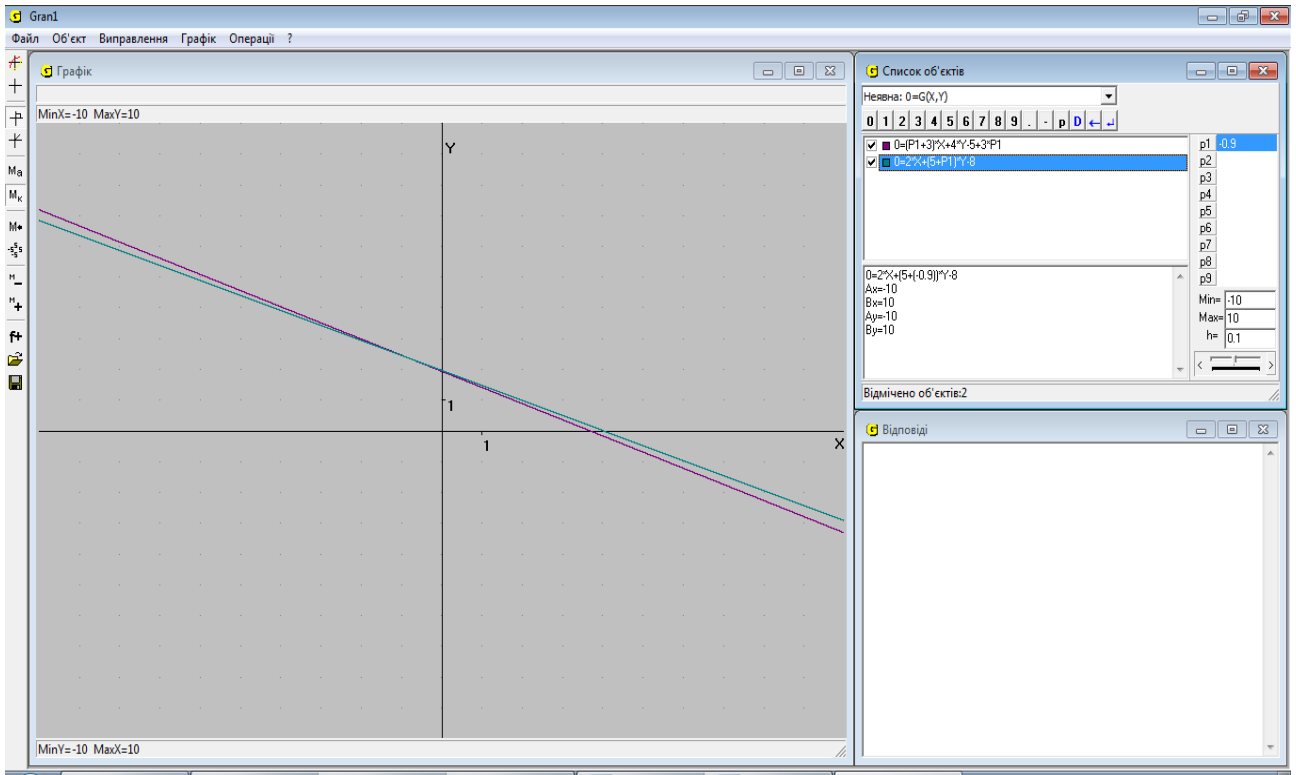 Gran1
Файл Об'єкт Виправлення Графік Операції ?
Графік
MinX=-10 MaxY=10
Y
1
1
X
MinY=-10 MaxX=10
Ma
Mк
M
M
f+
Список об'єктів
Неявна: 0=G(X,Y)
0 1 2 3 4 5 6 7 8 9 . - p D ← ↵
0=(P1+3)*X+4*Y-5+3*P1
0=2*X+(5+P1)*Y-8
p1 -0.9
p2
p3
p4
p5
p6
p7
p8
p9
0=2*X+(5+(-0.9))*Y-8
Ax=-10
Bx=10
Ay=-10
By=10
Min= -10
Max= 10
h= 0.1
Відмічено об'єктів:2
Відповіді